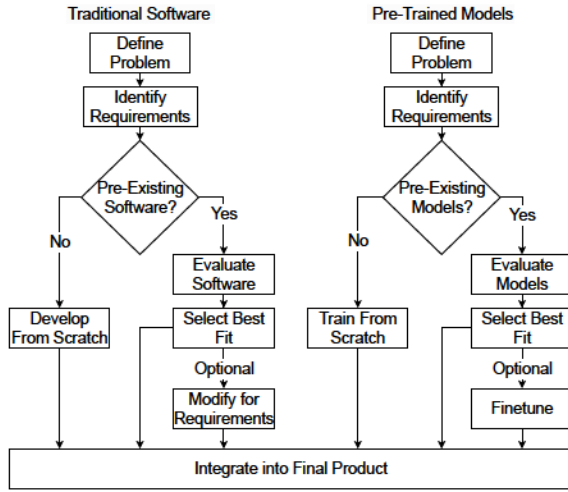 Traditional Software
Define
Problem
Identify
Requirements
Pre-Existing
Software?
No
Yes
Evaluate
Software
Develop
From Scratch
Select Best
Fit
Optional
Modify for
Requirements
Pre-Trained Models
Define
Problem
Identify
Requirements
Pre-Existing
Models?
No
Yes
Evaluate
Models
Train From
Scratch
Select Best
Fit
Optional
Finetune
Integrate into Final Product